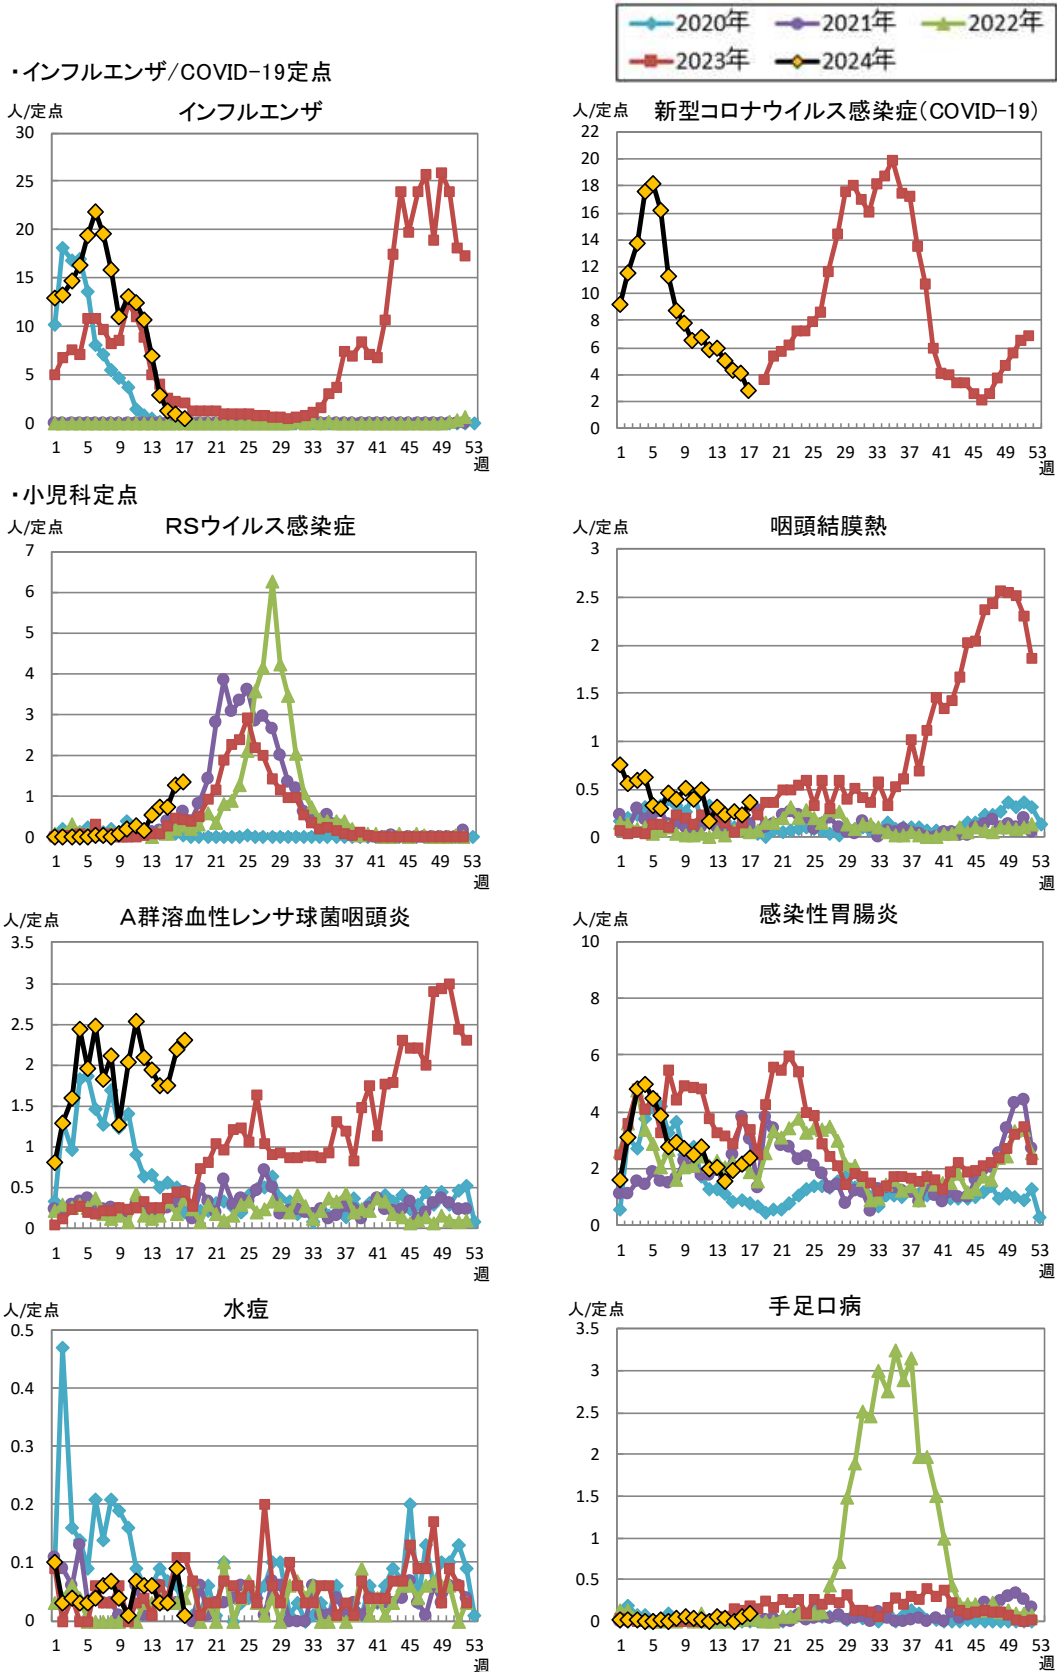 2020年 2021年 2022年
2023年 2024年
・インフルエンザ/COVID-19定点
人/定点 インフルエンザ
30
25
20
15
10
5
0
1 5 9 13 17 21 25 29 33 37 41 45 49 53
週
人/定点 新型コロナウイルス感染症(COVID-19)
22
20
18
16
14
12
10
8
6
4
2
0
1 5 9 13 17 21 25 29 33 37 41 45 49 53
週
・小児科定点
人/定点 RSウイルス感染症
7
6
5
4
3
2
1
0
1 5 9 13 17 21 25 29 33 37 41 45 49 53
週
人/定点 咽頭結膜熱
3
2.5
2
1.5
1
0.5
0
1 5 9 13 17 21 25 29 33 37 41 45 49 53
週
人/定点 A群溶血性レンサ球菌咽頭炎
3.5
3
2.5
2
1.5
1
0.5
0
1 5 9 13 17 21 25 29 33 37 41 45 49 53
週
人/定点 感染性胃腸炎
10
8
6
4
2
0
1 5 9 13 17 21 25 29 33 37 41 45 49 53
週
人/定点 水痘
0.5
0.4
0.3
0.2
0.1
0
1 5 9 13 17 21 25 29 33 37 41 45 49 53
週
人/定点 手足口病
3.5
3
2.5
2
1.5
1
0.5
0
1 5 9 13 17 21 25 29 33 37 41 45 49 53
週